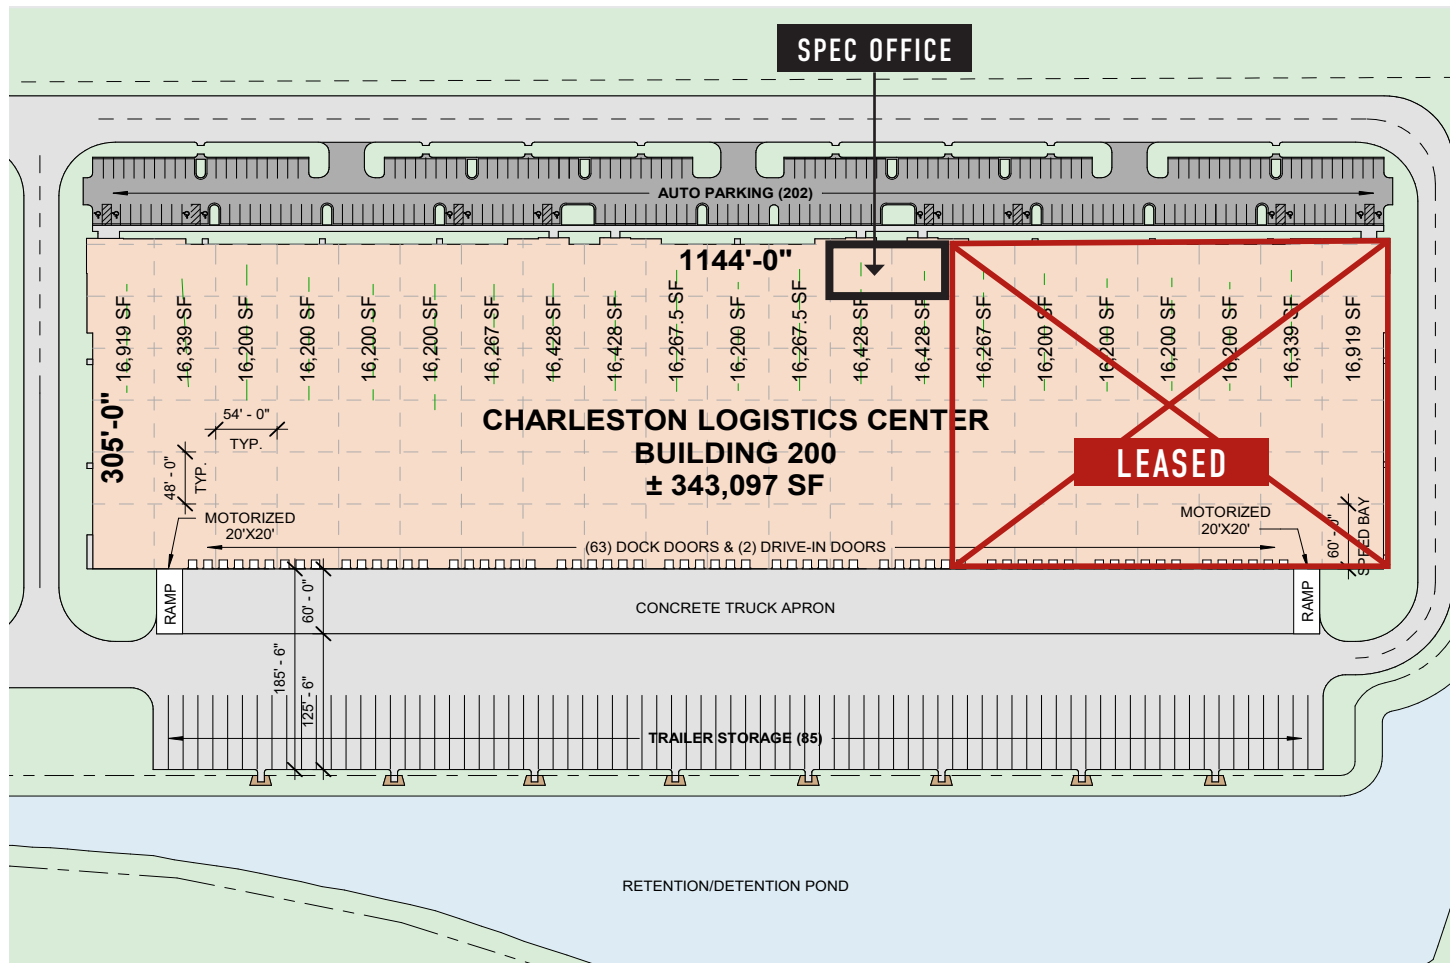 SPEC OFFICE
AUTO PARKING (202)
1144'-0"
16,919 SF
16,339 SF
16,200 SF
16,200 SF
16,200 SF
16,200 SF
16,267 SF
16,428 SF
16,428 SF
16,267.5 SF
16,200 SF
16,267.5 SF
16,428 SF
16,428 SF
16,267 SF
16,200 SF
16,200 SF
16,200 SF
16,200 SF
16,339 SF
16,919 SF
305'-0"
54' - 0"
TYP.
48' - 0"
TYP.
CHARLESTON LOGISTICS CENTER
BUILDING 200
± 343,097 SF
LEASED
MOTORIZED
20'X20'
MOTORIZED
20'X20'
60' - 0"
SPEED BAY
(63) DOCK DOORS & (2) DRIVE-IN DOORS
RAMP
60' - 0"
CONCRETE TRUCK APRON
RAMP
185' - 6"
125' - 6"
TRAILER STORAGE (85)
RETENTION/DETENTION POND